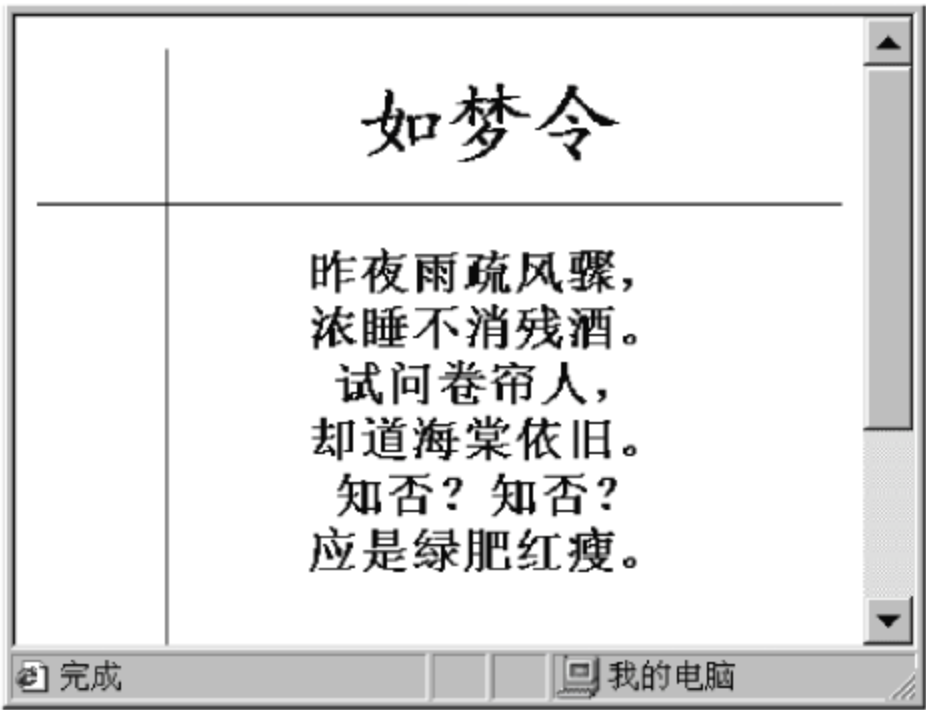 如梦令
昨夜雨疏风骤，
浓睡不消残酒。
试问卷帘人，
却道海棠依旧。
知否？知否？
应是绿肥红瘦。
完成
我的电脑